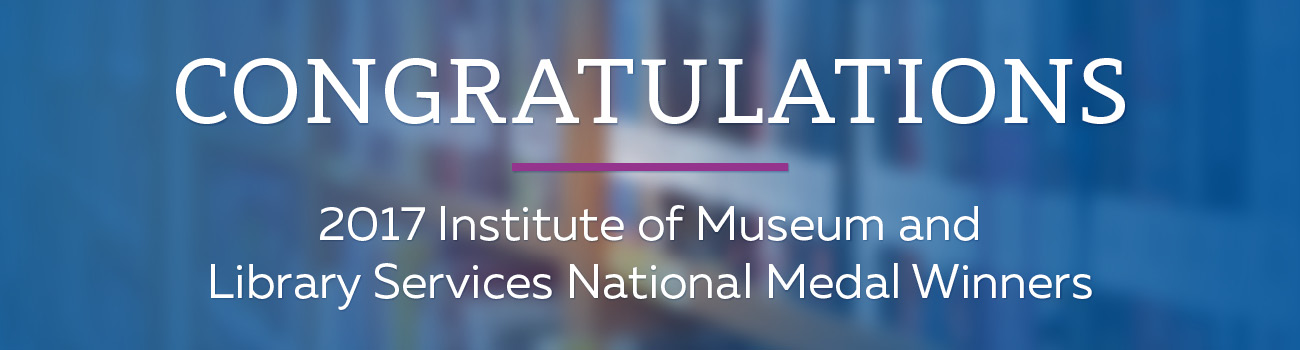 CONGRATULATIONS
2017 Institute of Museum and
Library Services National Medal Winners